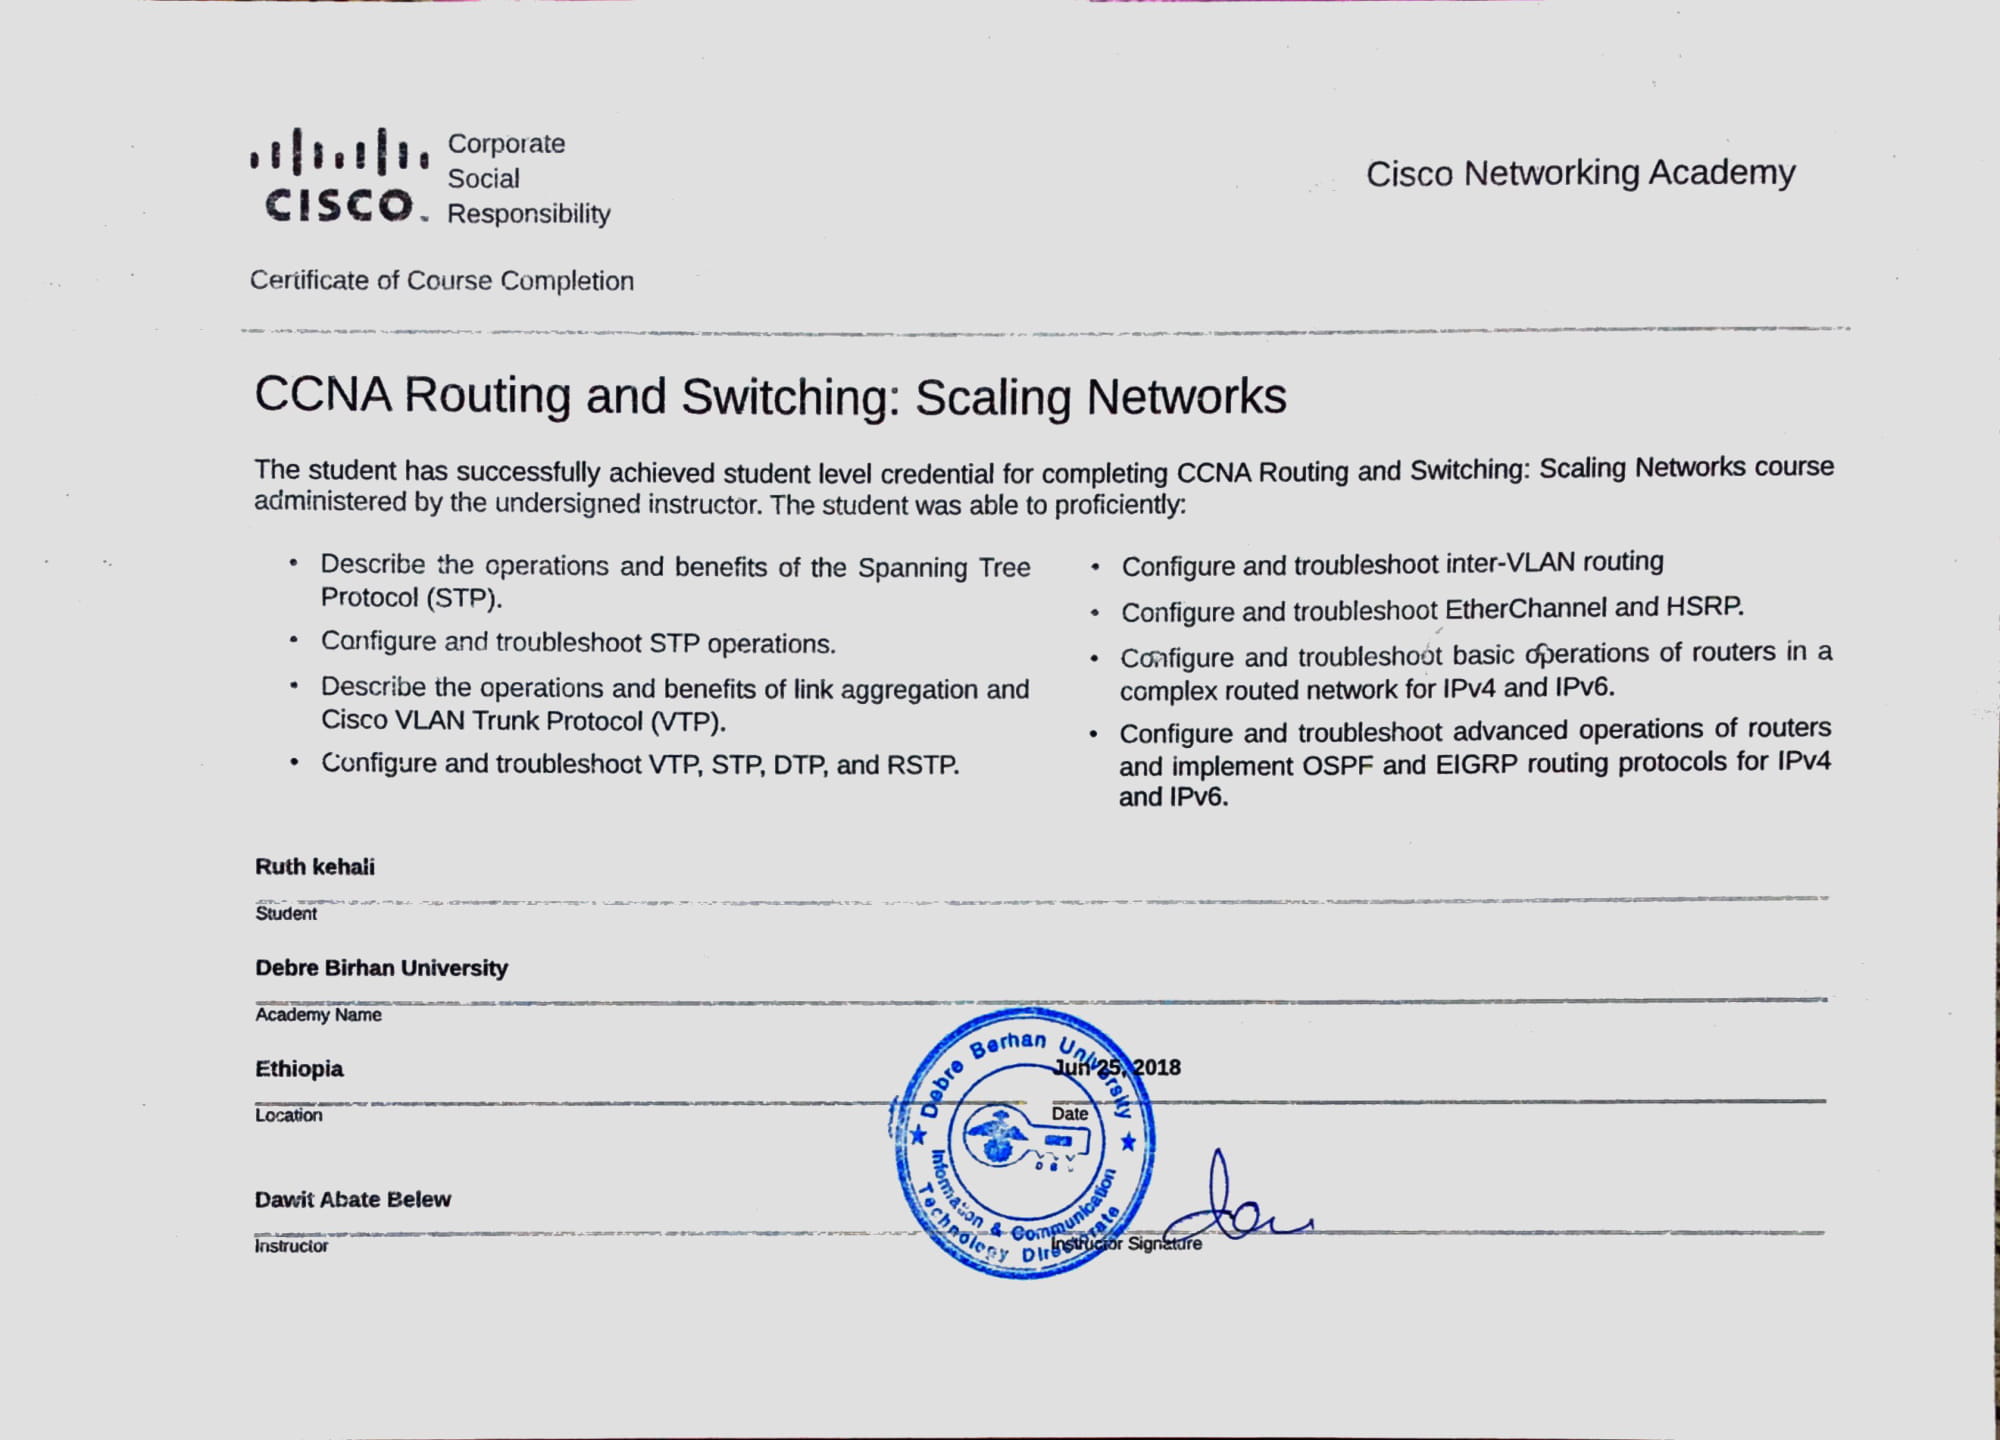 CISCO
Corporate
Social
Responsibility
Cisco Networking Academy
Certificate of Course Completion
CCNA Routing and Switching: Scaling Networks
The student has successfully achieved student level credential for completing CCNA Routing and Switching: Scaling Networks course
administered by the undersigned instructor. The student was able to proficiently:
• Describe the operations and benefits of the Spanning Tree
Protocol (STP).
• Configure and troubleshoot STP operations.
• Describe the operations and benefits of link aggregation and
Cisco VLAN Trunk Protocol (VTP).
• Configure and troubleshoot VTP, STP, DTP, and RSTP.
• Configure and troubleshoot inter-VLAN routing
• Configure and troubleshoot EtherChannel and HSRP.
• Configure and troubleshoot basic operations of routers in a
complex routed network for IPv4 and IPv6.
• Configure and troubleshoot advanced operations of routers
and implement OSPF and EIGRP routing protocols for IPv4
and IPv6.
Ruth kehali
Student
Debre Birhan University
Academy Name
Ethiopia
Location
Jun 25, 2018
Date
Debre Berhan University
Information & Communication
Technology Directorate
Dawit Abate Belew
Instructor
Instructor Signature